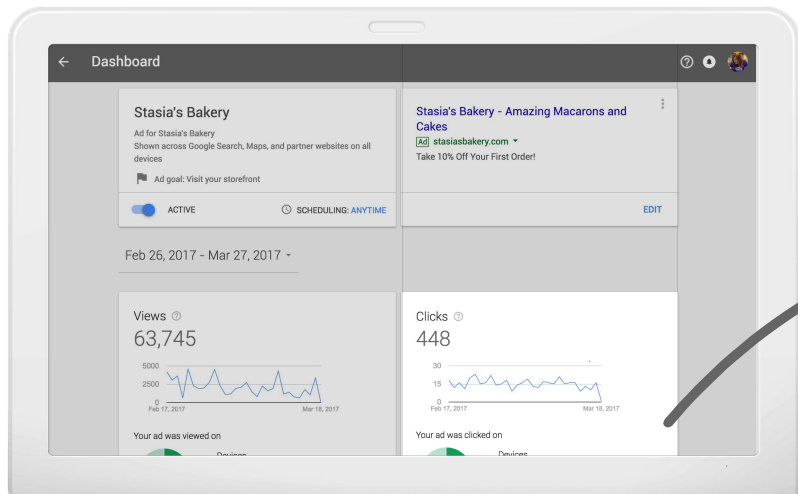 Dashboard
Stasia's Bakery
Ad for Stasia's Bakery
Shown across Google Search, Maps, and partner websites on all
devices
Ad goal: Visit your storefront
ACTIVE
SCHEDULING: ANYTIME
Stasia's Bakery - Amazing Macarons and
Cakes
Ad stasiasbakery.com
Take 10% Off Your First Order!
EDIT
Feb 26, 2017 - Mar 27, 2017
Views
63,745
5000
2500
0
Feb 17, 2017 Mar 18, 2017
Your ad was viewed on
Devices
Clicks
448
30
15
0
Feb 17, 2017 Mar 18, 2017
Your ad was clicked on
Devices